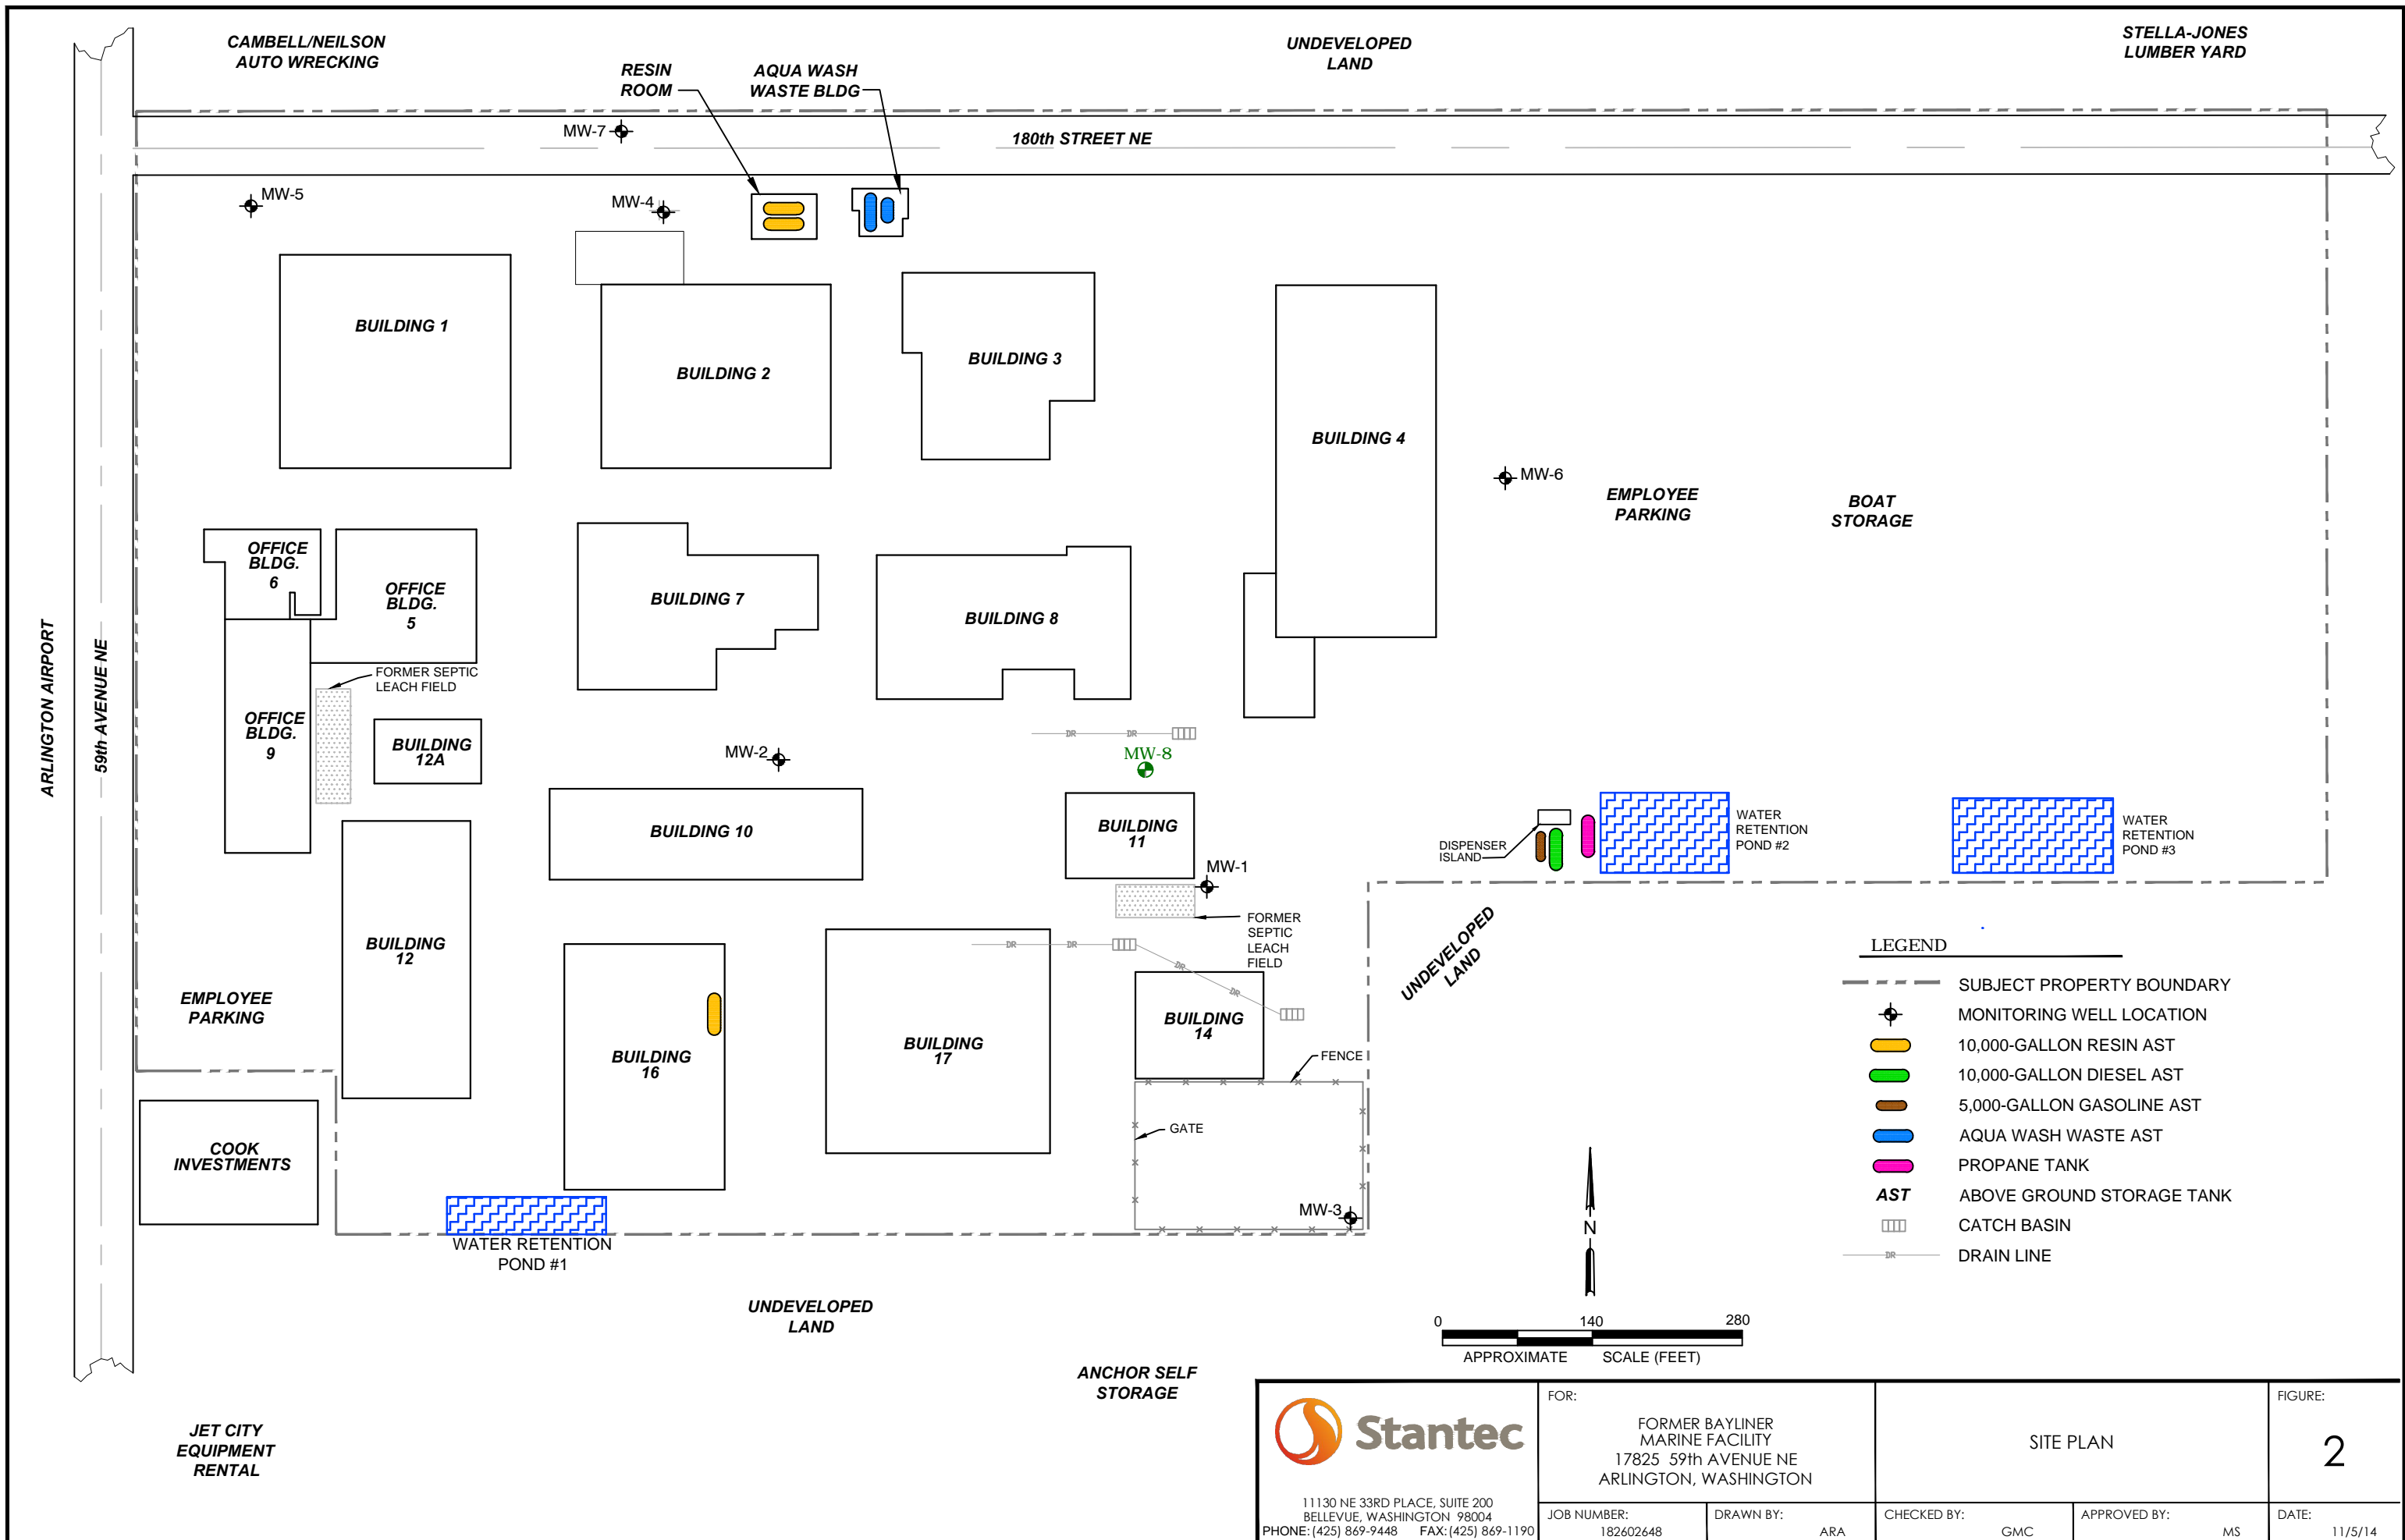 CAMBELL/NEILSON
AUTO WRECKING
UNDEVELOPED
LAND
STELLA-JONES
LUMBER YARD
RESIN
ROOM
AQUA WASH
WASTE BLDG
MW-7
180th STREET NE
MW-5
MW-4
BUILDING 1
BUILDING 2
BUILDING 3
BUILDING 4
MW-6
EMPLOYEE
PARKING
BOAT
STORAGE
OFFICE
BLDG.
6
OFFICE
BLDG.
5
BUILDING 7
BUILDING 8
ARLINGTON AIRPORT
59th AVENUE NE
FORMER SEPTIC
LEACH FIELD
OFFICE
BLDG.
9
BUILDING
12A
MW-2
DR
DR
MW-8
BUILDING 10
BUILDING
11
DISPENSER
ISLAND
WATER
RETENTION
POND #2
WATER
RETENTION
POND #3
MW-1
FORMER
SEPTIC
LEACH
FIELD
BUILDING
12
DR
DR
DR
DR
UNDEVELOPED
LAND
EMPLOYEE
PARKING
BUILDING
16
BUILDING
17
BUILDING
14
FENCE
GATE
COOK
INVESTMENTS
MW-3
WATER RETENTION
POND #1
UNDEVELOPED
LAND
ANCHOR SELF
STORAGE
JET CITY
EQUIPMENT
RENTAL
LEGEND
SUBJECT PROPERTY BOUNDARY
MONITORING WELL LOCATION
10,000-GALLON RESIN AST
10,000-GALLON DIESEL AST
5,000-GALLON GASOLINE AST
AQUA WASH WASTE AST
PROPANE TANK
AST ABOVE GROUND STORAGE TANK
CATCH BASIN
DR DRAIN LINE
N
0 140 280
APPROXIMATE SCALE (FEET)
Stantec
11130 NE 33RD PLACE, SUITE 200
BELLEVUE, WASHINGTON 98004
PHONE: (425) 869-9448 FAX: (425) 869-1190
FOR:
FORMER BAYLINER
MARINE FACILITY
17825 59th AVENUE NE
ARLINGTON, WASHINGTON
SITE PLAN
FIGURE:
2
JOB NUMBER:
182602648
DRAWN BY:
ARA
CHECKED BY:
GMC
APPROVED BY:
MS
DATE:
11/5/14